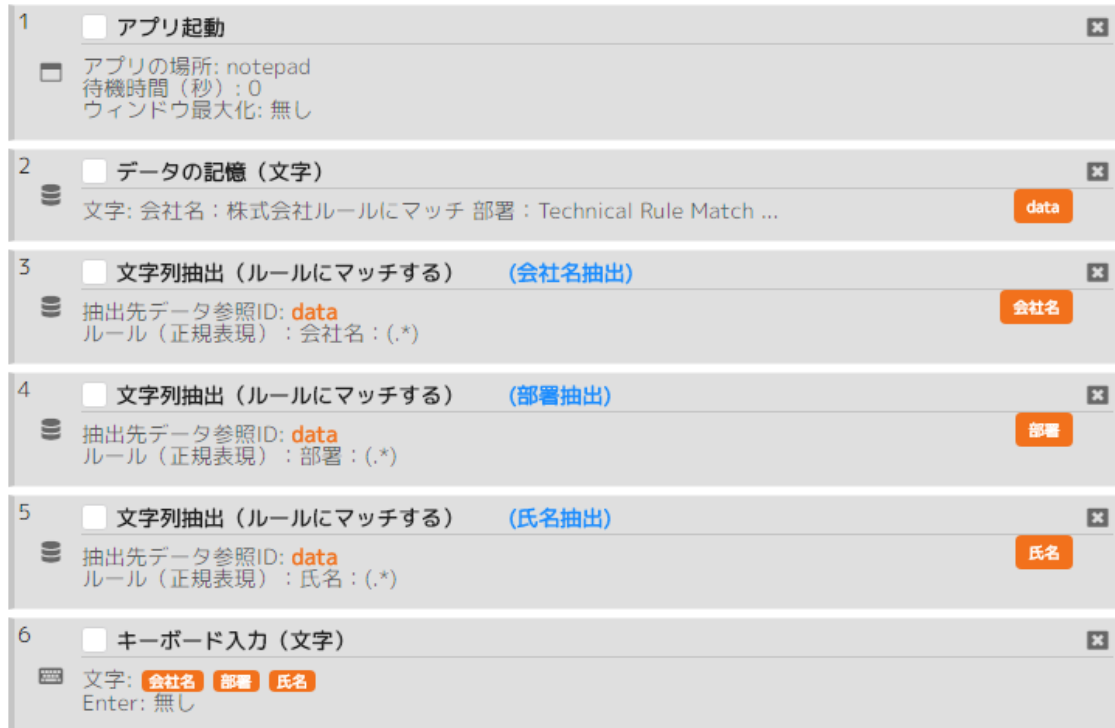 1
アプリ起動
アプリの場所: notepad
待機時間（�）: 0
ウィンドウ最大化: 無し
2
データの記憶（文字）
文字: 会社名：株式会社ルールにマッチ 部署：Technical Rule Match ...
data
3
文字列抽出（ルールにマッチする） (会社名抽出)
抽出先データ参照ID: data
ルール（正規表現）：会社名：(.*)
会社名
4
文字列抽出（ルールにマッチする） (部署抽出)
抽出先データ参照ID: data
ルール（正規表現）：部署：(.*)
部署
5
文字列抽出（ルールにマッチする） (氏名抽出)
抽出先データ参照ID: data
ルール（正規表現）：氏名：(.*)
氏名
6
キーボード入力（文字）
文字: 会社名 部署 氏名
Enter: 無し